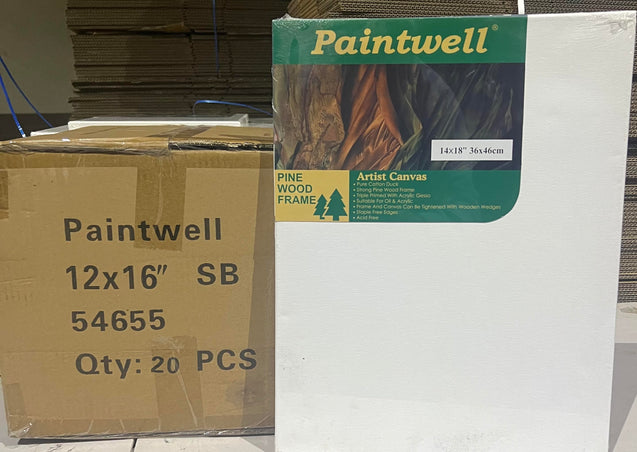 Paintwell®
14×18" 36x46cm
PINE
WOOD
FRAME
Artist Canvas
• Pure Cotton Duck
• Strong Pine Wood Frame
• Triple Primed With Acrylic Gesso
• Suitable For Oil & Acrylic
• Frame And Canvas Can Be Tightened With Wooden Wedges
• Staple Free Edges
• Acid Free
Paintwell
12x16" SB
54655
Qty: 20 PCS